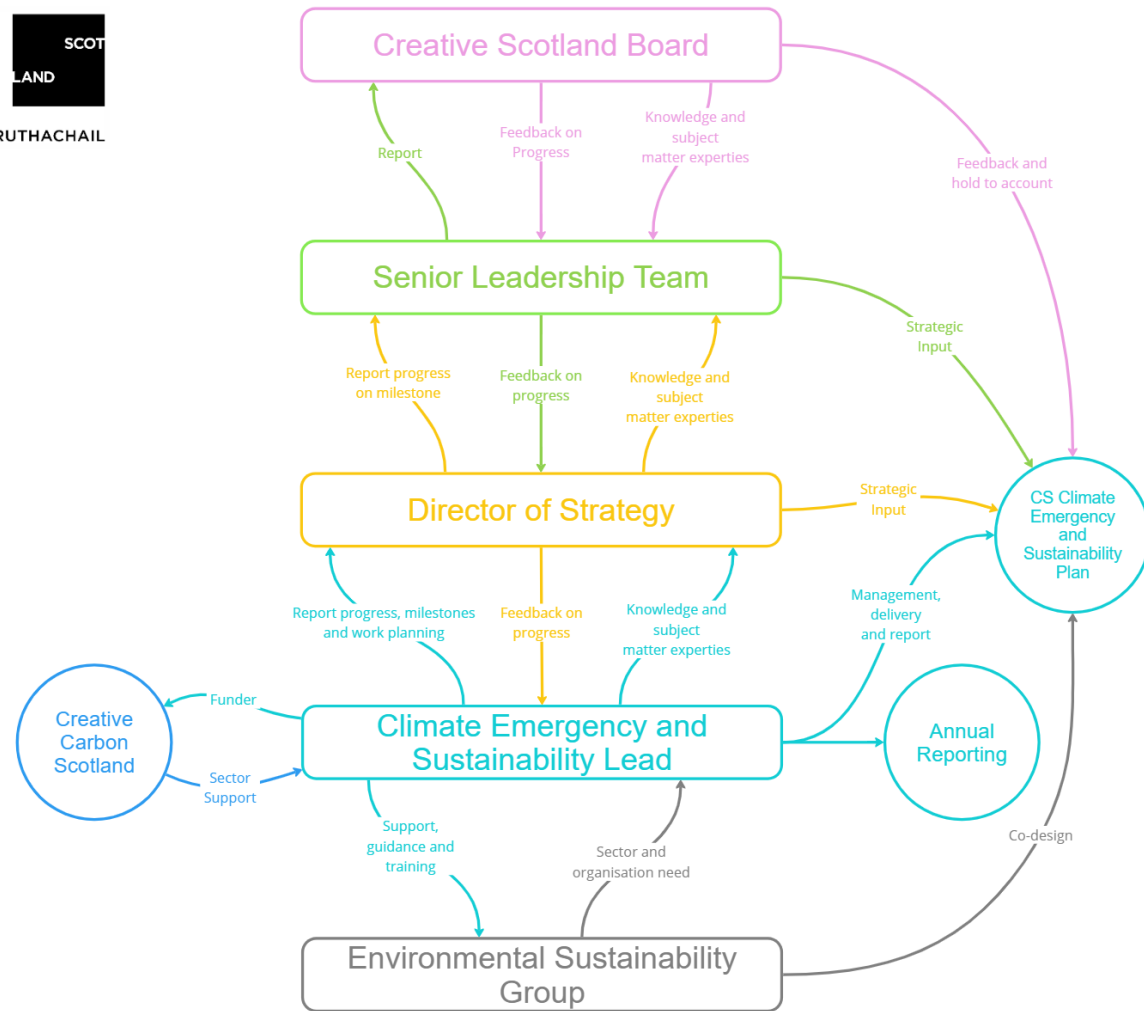 SCOT
LAND
RUTHACHAIL
Creative Scotland Board
Report
Feedback on
Progress
Knowledge and
subject
matter experties
Feedback and
hold to account
Senior Leadership Team
Report progress
on milestone
Feedback on
progress
Knowledge and
subject
matter experties
Strategic
Input
Director of Strategy
Strategic
Input
CS Climate
Emergency
and
Sustainability
Plan
Report progress, milestones
and work planning
Feedback on
progress
Knowledge and
subject
matter experties
Management,
delivery
and report
Creative
Carbon
Scotland
Funder
Sector
Support
Climate Emergency and
Sustainability Lead
Annual
Reporting
Support,
guidance and
training
Sector and
organisation need
Co-design
Environmental Sustainability
Group